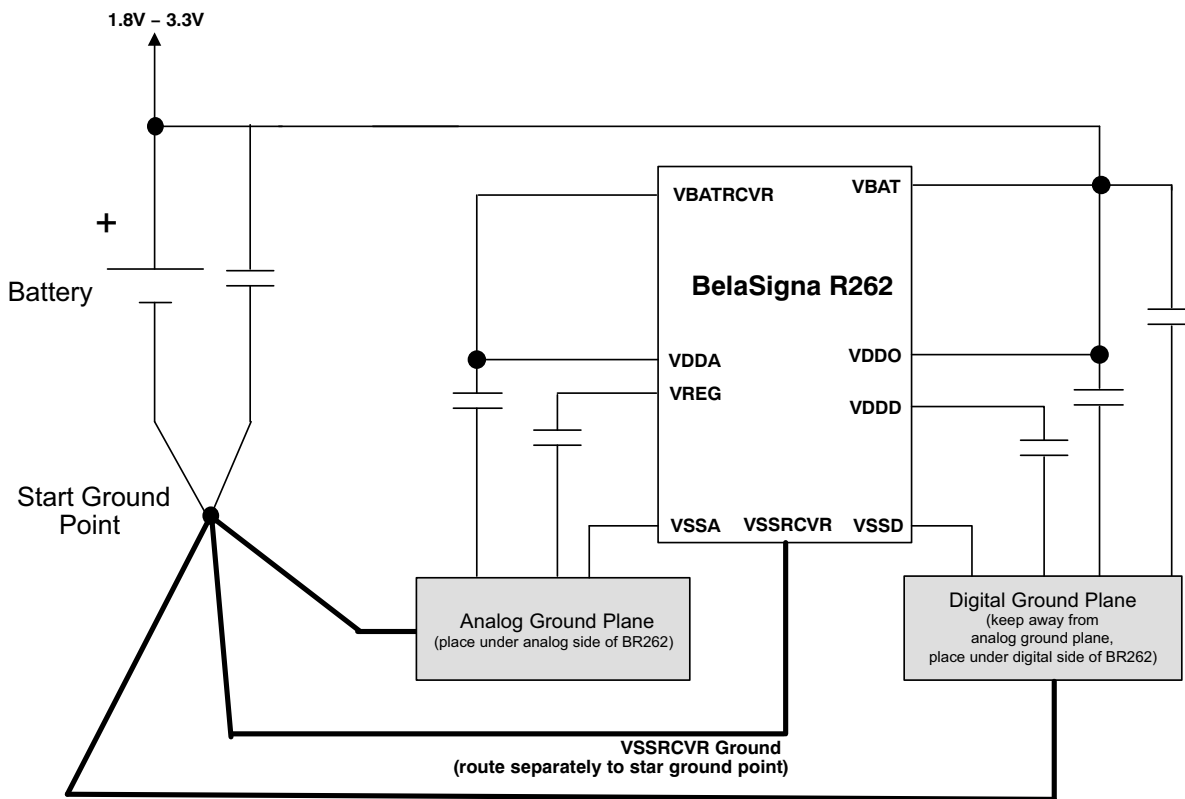 1.8V – 3.3V
+
Battery
VBATRCVR
VBAT
BelaSigna R262
VDDA
VDDO
VREG
VDDD
VSSA
VSSRCVR
VSSD
Start Ground
Point
Analog Ground Plane
(place under analog side of BR262)
Digital Ground Plane
(keep away from
analog ground plane,
place under digital side of BR262)
VSSRCVR Ground
(route separately to star ground point)